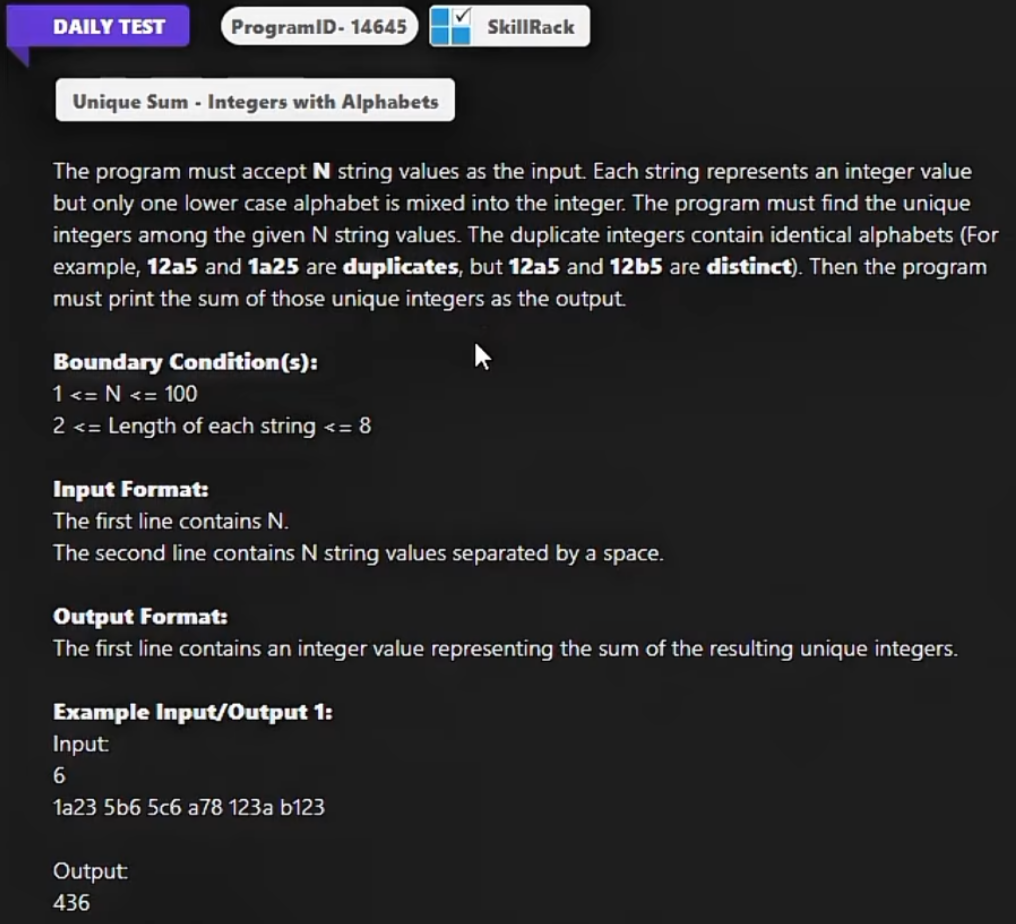 DAILY TEST
ProgramID- 14645
SkillRack
Unique Sum - Integers with Alphabets
The program must accept N string values as the input. Each string represents an integer value
but only one lower case alphabet is mixed into the integer. The program must find the unique
integers among the given N string values. The duplicate integers contain identical alphabets (For
example, 12a5 and 1a25 are duplicates, but 12a5 and 12b5 are distinct). Then the program
must print the sum of those unique integers as the output.
Boundary Condition(s):
1 <= N <= 100
2 <= Length of each string <= 8
Input Format:
The first line contains N.
The second line contains N string values separated by a space.
Output Format:
The first line contains an integer value representing the sum of the resulting unique integers.
Example Input/Output 1:
Input:
6
1a23 5b6 5c6 a78 123a b123
Output:
436